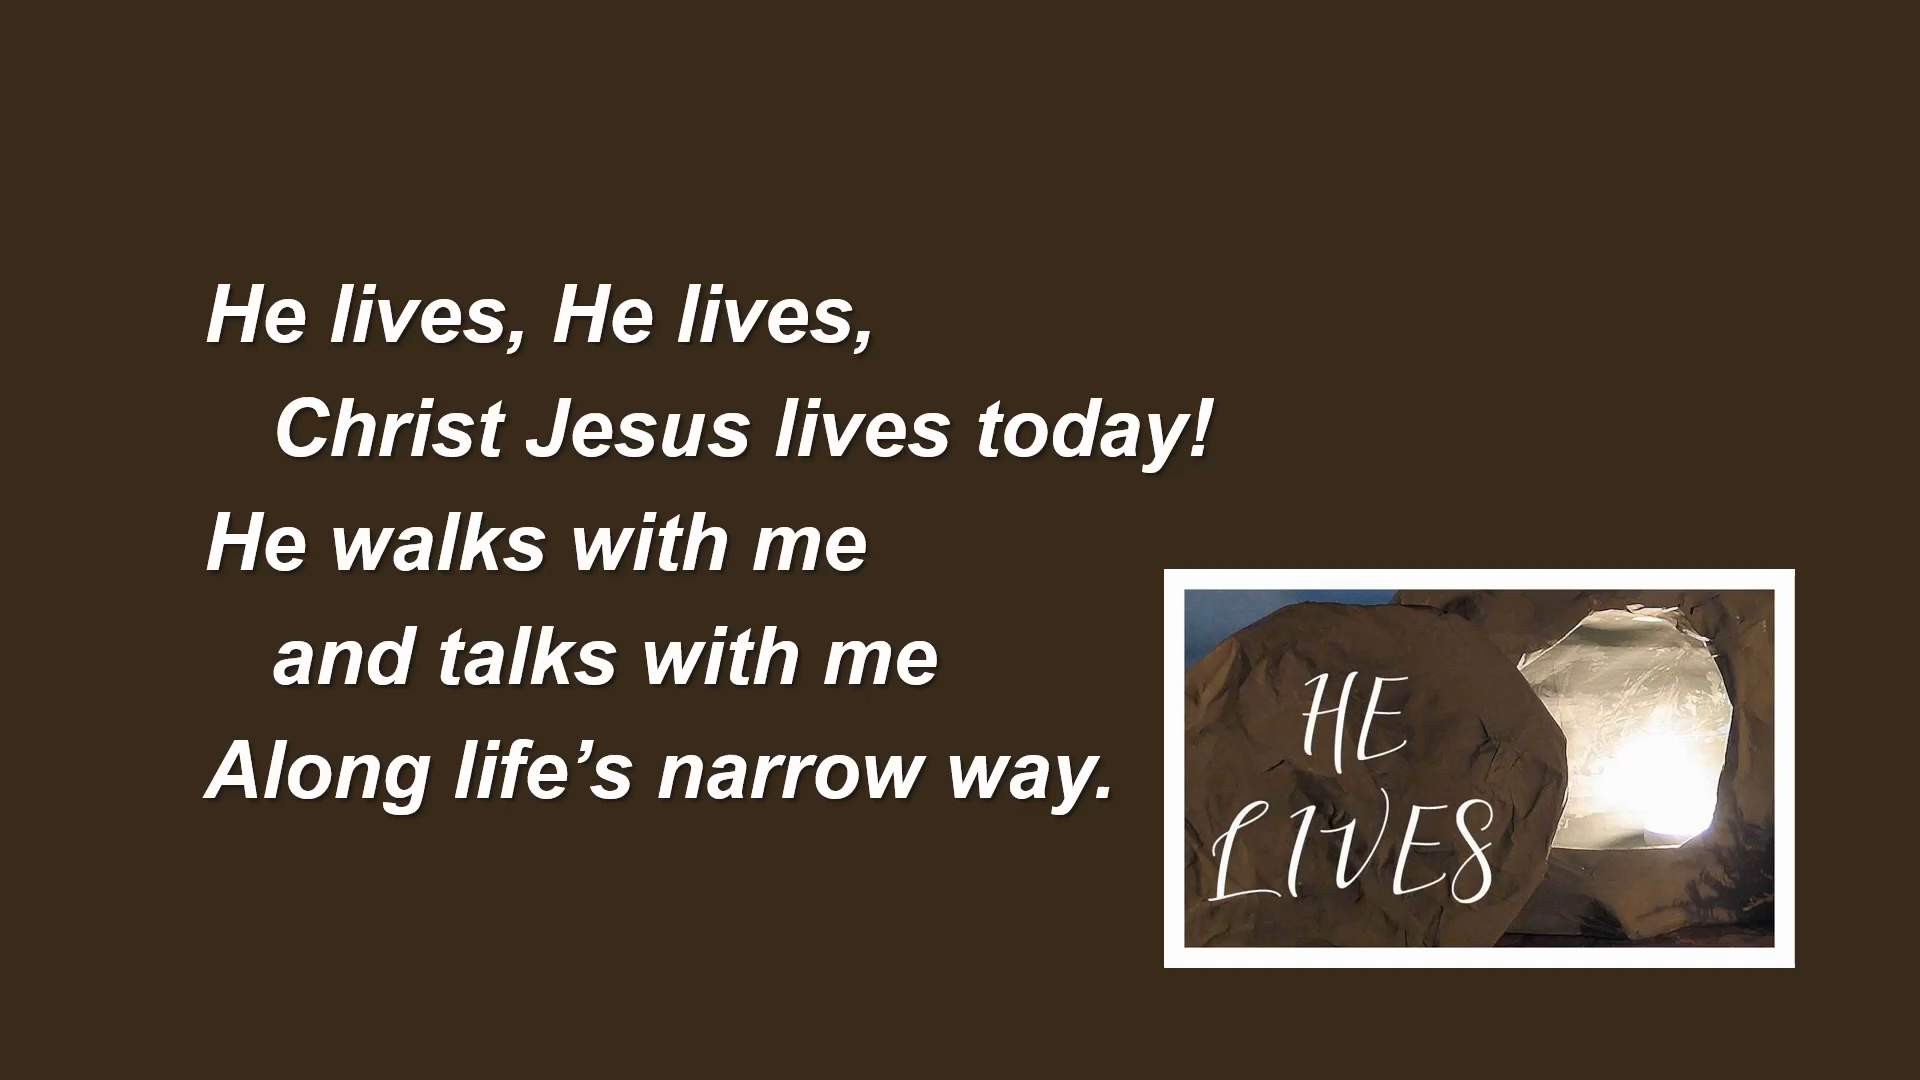 He lives, He lives,
Christ Jesus lives today!
He walks with me
and talks with me
Along life’s narrow way.
HE
LIVES